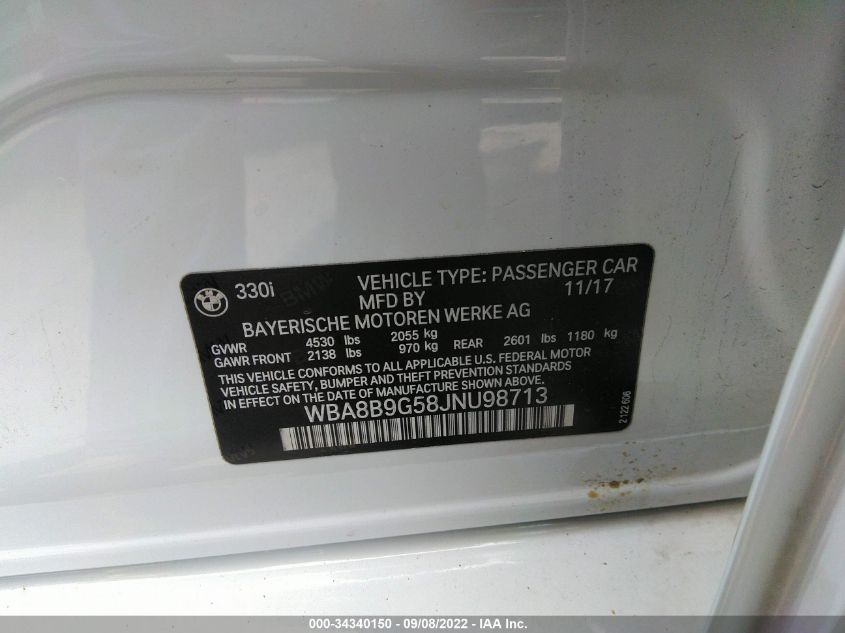 330i VEHICLE TYPE: PASSENGER CAR
MFD BY 11/17
BAYERISCHE MOTOREN WERKE AG
GVWR 4530 lbs 2055 kg
GAWR FRONT 2138 lbs 970 kg REAR 2601 lbs 1180 kg
THIS VEHICLE CONFORMS TO ALL APPLICABLE U.S. FEDERAL MOTOR
VEHICLE SAFETY, BUMPER AND THEFT PREVENTION STANDARDS
IN EFFECT ON THE DATE OF MANUFACTURE SHOWN ABOVE.
WBA8B9G58JNU98713
2 122 606
000-34340150 - 09/08/2022 - IAA Inc.